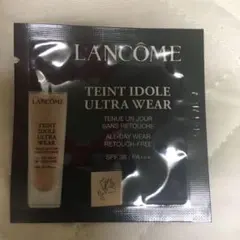 LANCÔME
TEINT IDOLE
ULTRA WEAR
TENUE UN JOUR
SANS RETOUCHE
ALL-DAY WEAR
RETOUCH-FREE
LANCÔME
TEINT
IDOLE
ULTRA
WEAR